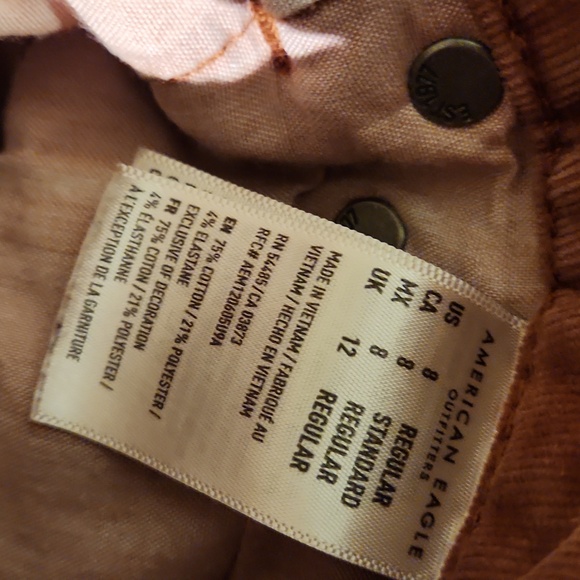 AMERICAN EAGLE
OUTFITTERS
US 8 REGULAR
CA 8 STANDARD
MX 8 REGULAR
UK 12 REGULAR
MADE IN VIETNAM / FABRIQUE AU
VIETNAM / HECHO EN VIETNAM
RN 54485 / CA 03873
RFC# AEM1206089D9A
EN 75% COTTON / 21% POLYESTER /
4% ELASTANE
EXCLUSIVE OF DECORATION
FR 75% COTON / 21% POLYESTER /
4% ÉLASTHANNE
À L'EXCEPTION DE LA GARNITURE